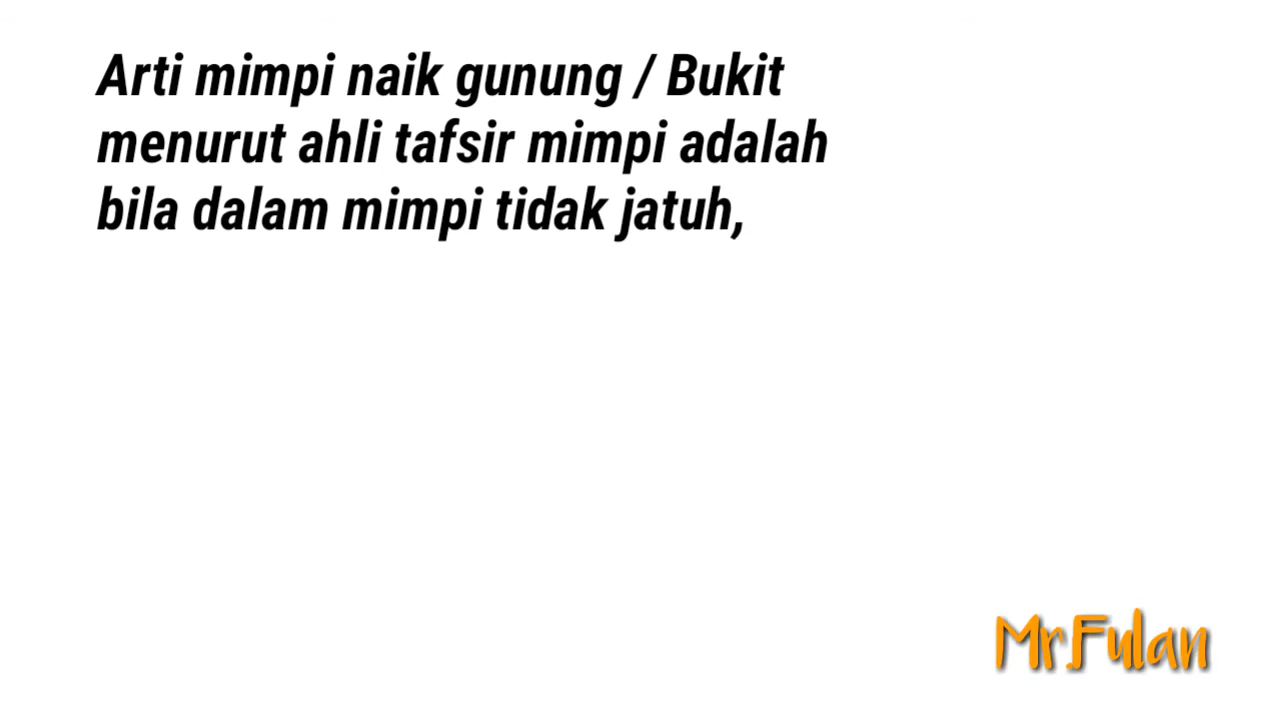 Arti mimpi naik gunung / Bukit
menurut ahli tafsir mimpi adalah
bila dalam mimpi tidak jatuh,
Mr.Fulan